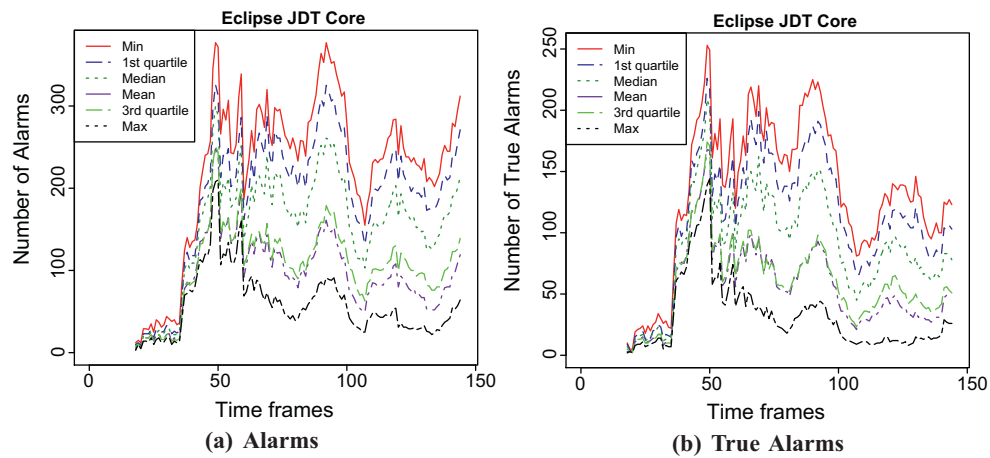 Eclipse JDT Core
Number of Alarms
Min
1st quartile
Median
Mean
3rd quartile
Max
300
200
100
0
0 50 100 150
Time frames
(a) Alarms
Eclipse JDT Core
Number of True Alarms
Min
1st quartile
Median
Mean
3rd quartile
Max
250
200
150
100
50
0
0 50 100 150
Time frames
(b) True Alarms